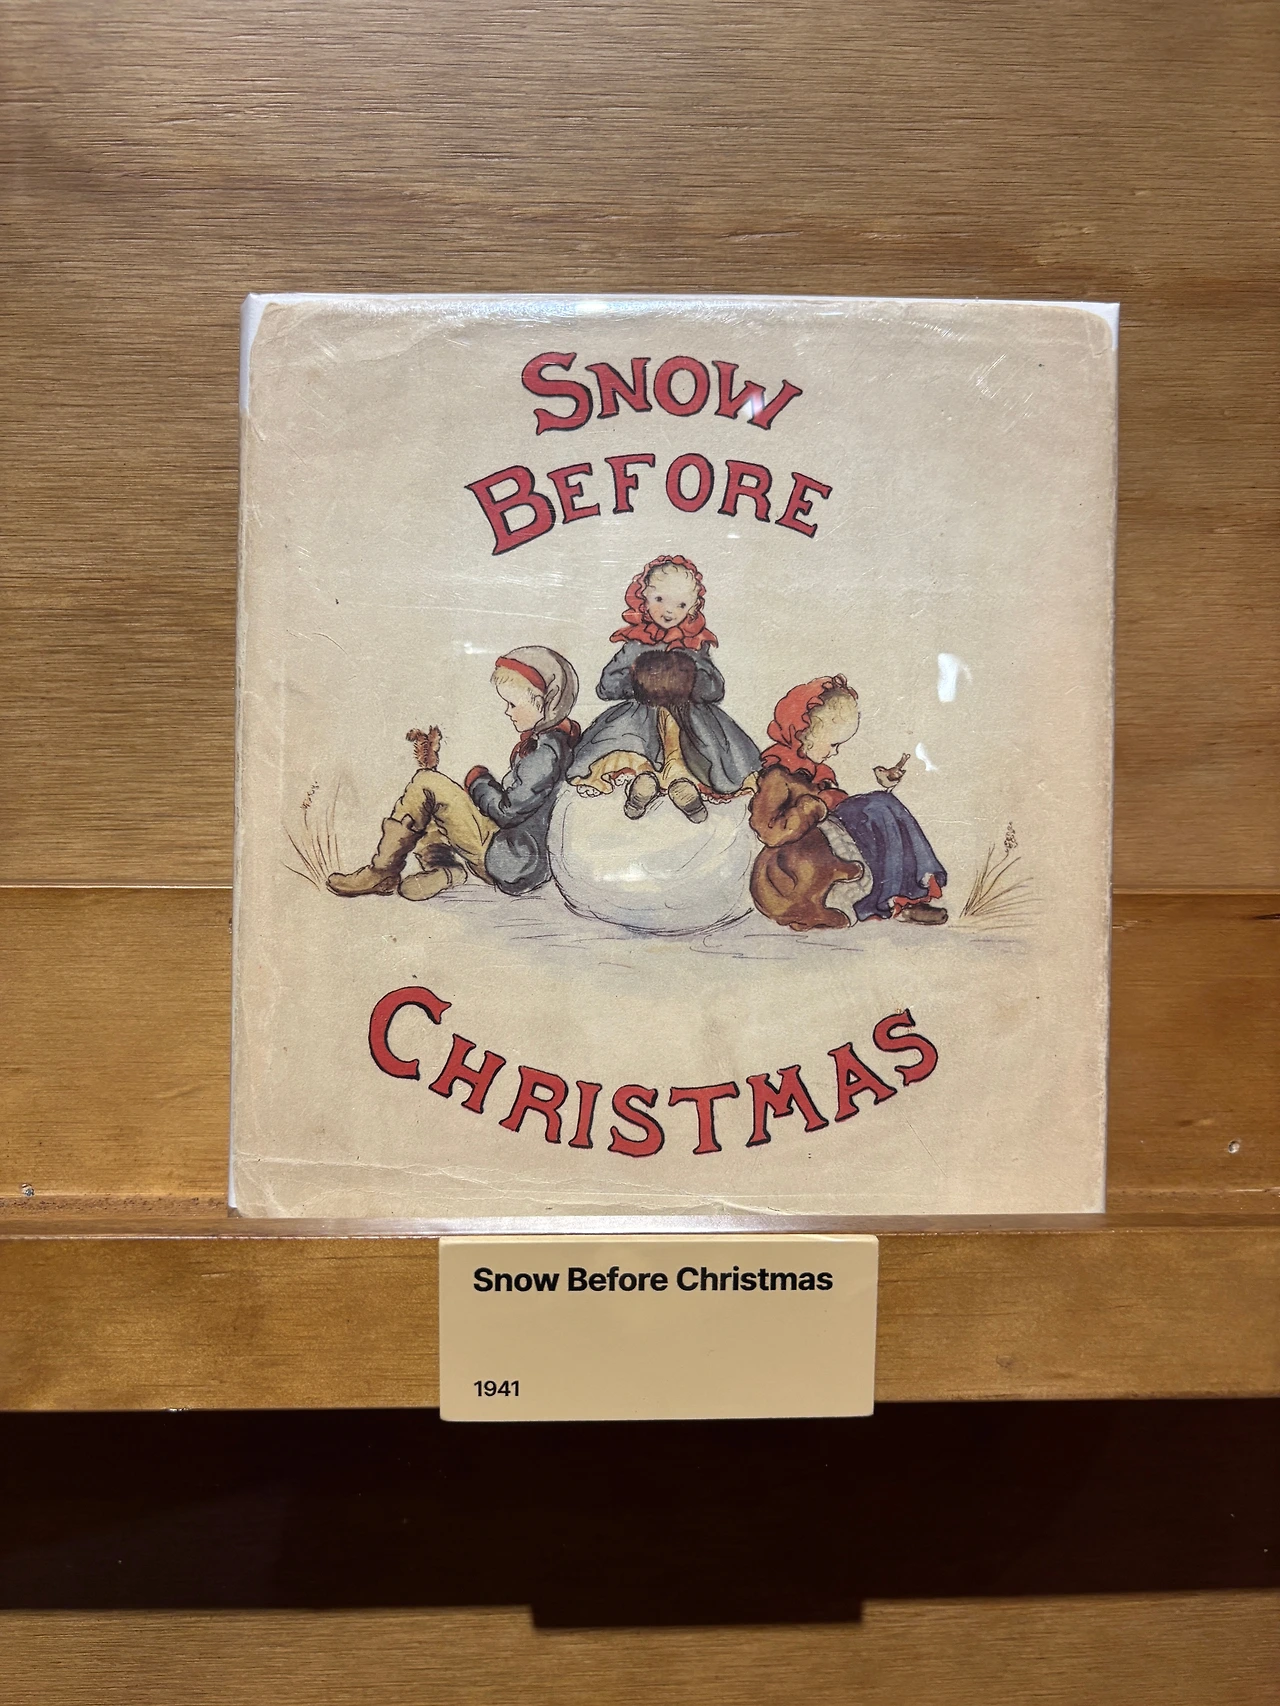 SNOW
BEFORE
CHRISTMAS
Snow Before Christmas
1941